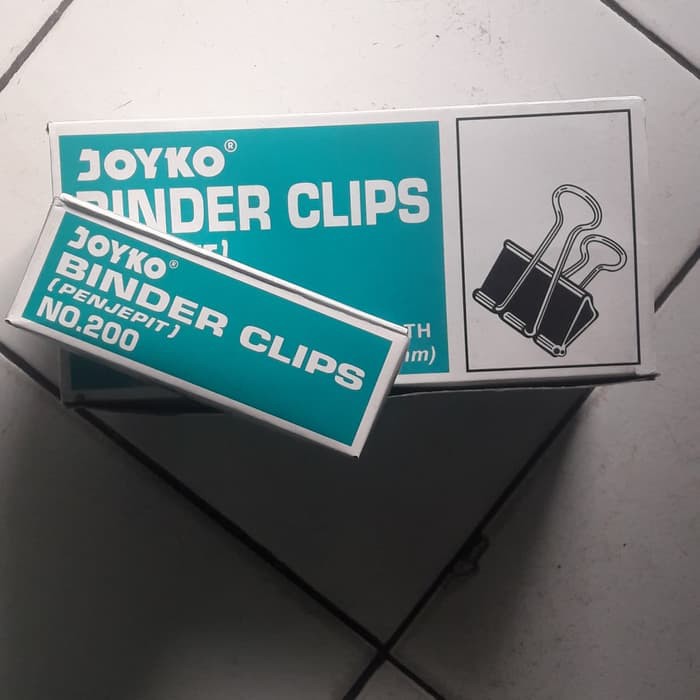 JOYKO®
BINDER CLIPS
JOYKO®
BINDER CLIPS
(PENJEPIT)
NO.200